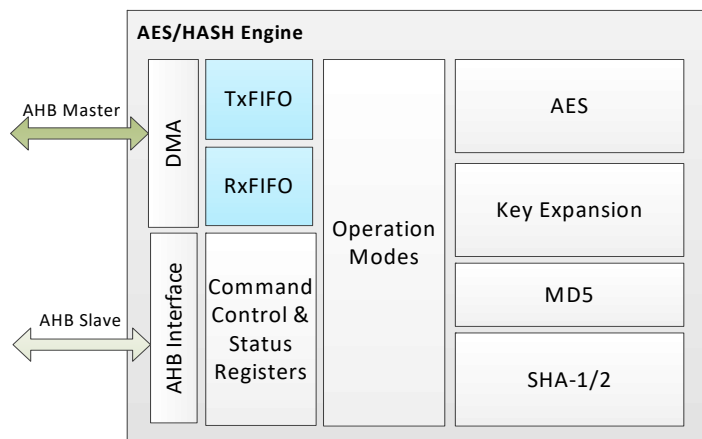 AES/HASH Engine
AHB Master
DMA
TxFIFO
RxFIFO
AHB Slave
AHB Interface
Command
Control &
Status
Registers
Operation
Modes
AES
Key Expansion
MD5
SHA-1/2